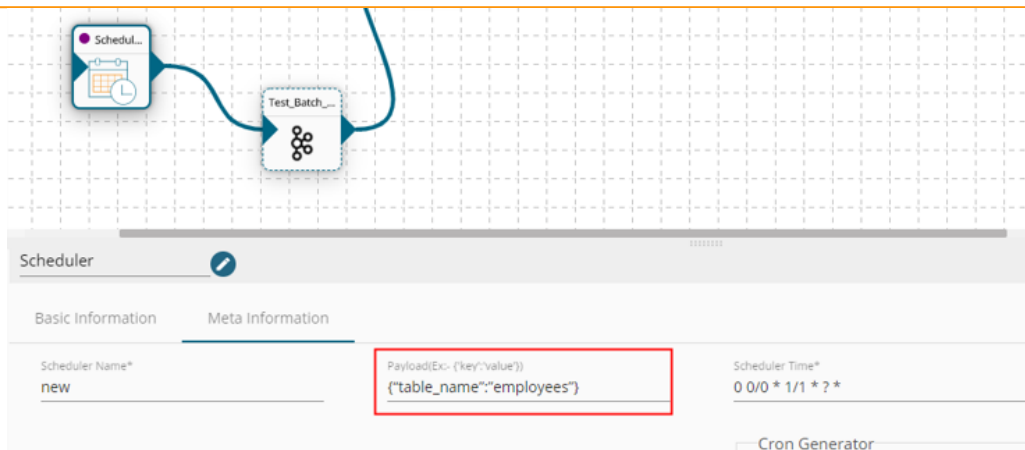 Schedul...
Test_Batch_...
Scheduler
Basic Information Meta Information
Scheduler Name* Payload(Ex:- {'key':'value'}) Scheduler Time*
new {"table_name":"employees"} 0 0/0 * 1/1 * ? *
Cron Generator